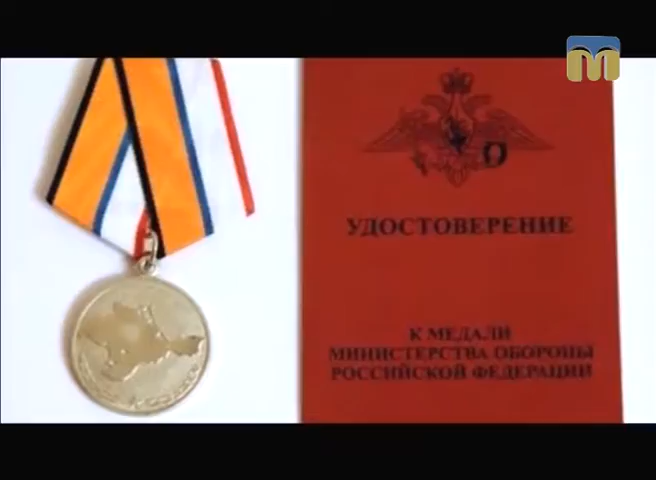 M
УДОСТОВЕРЕНИЕ
К МЕДАЛИ
МИНИСТЕРСТВА ОБОРОНЫ
РОССИЙСКОЙ ФЕДЕРАЦИИ